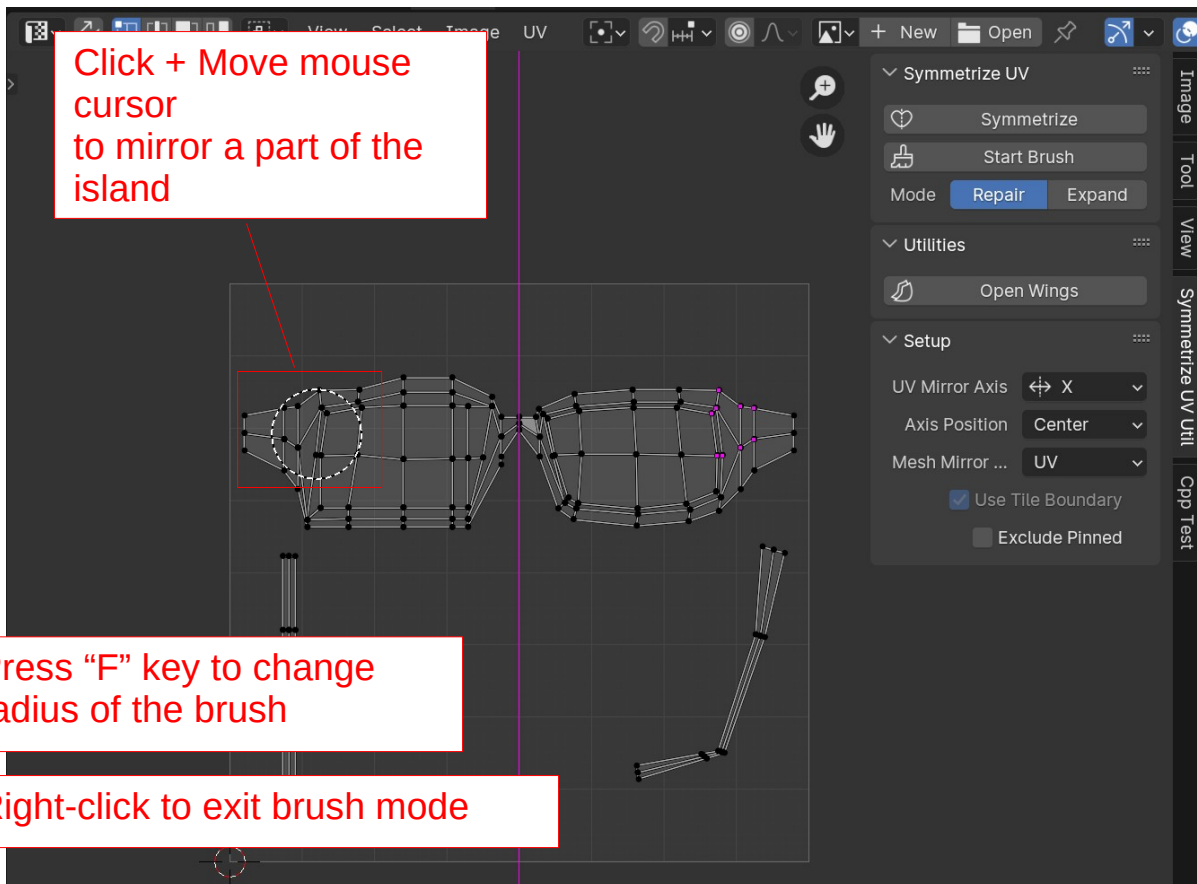 UV
New
Open
Click + Move mouse
cursor
to mirror a part of the
island
Symmetrize UV
Symmetrize
Start Brush
Mode Repair Expand
Utilities
Open Wings
Setup
UV Mirror Axis X
Axis Position Center
Mesh Mirror ... UV
Use Tile Boundary
Exclude Pinned
Image
Tool
View
Symmetrize UV Util
Cpp Test
ress “F” key to change
adius of the brush
Right-click to exit brush mode